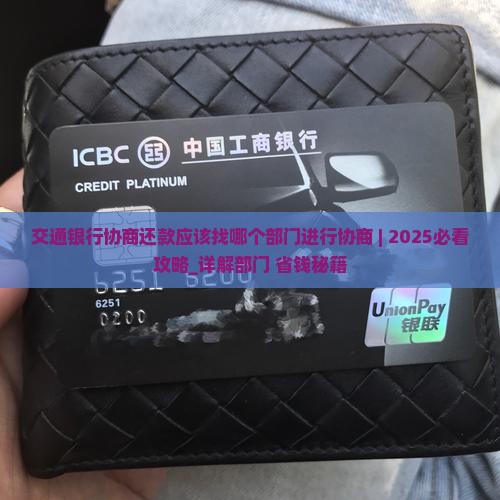 ICBC 中国工商银行
CREDIT PLATINUM
交通银行协商还款应该找哪个部门进行协商 | 2025必看
攻略_详解部门 省钱秘籍
6251 6200
6251
0200
UnionPay
银联